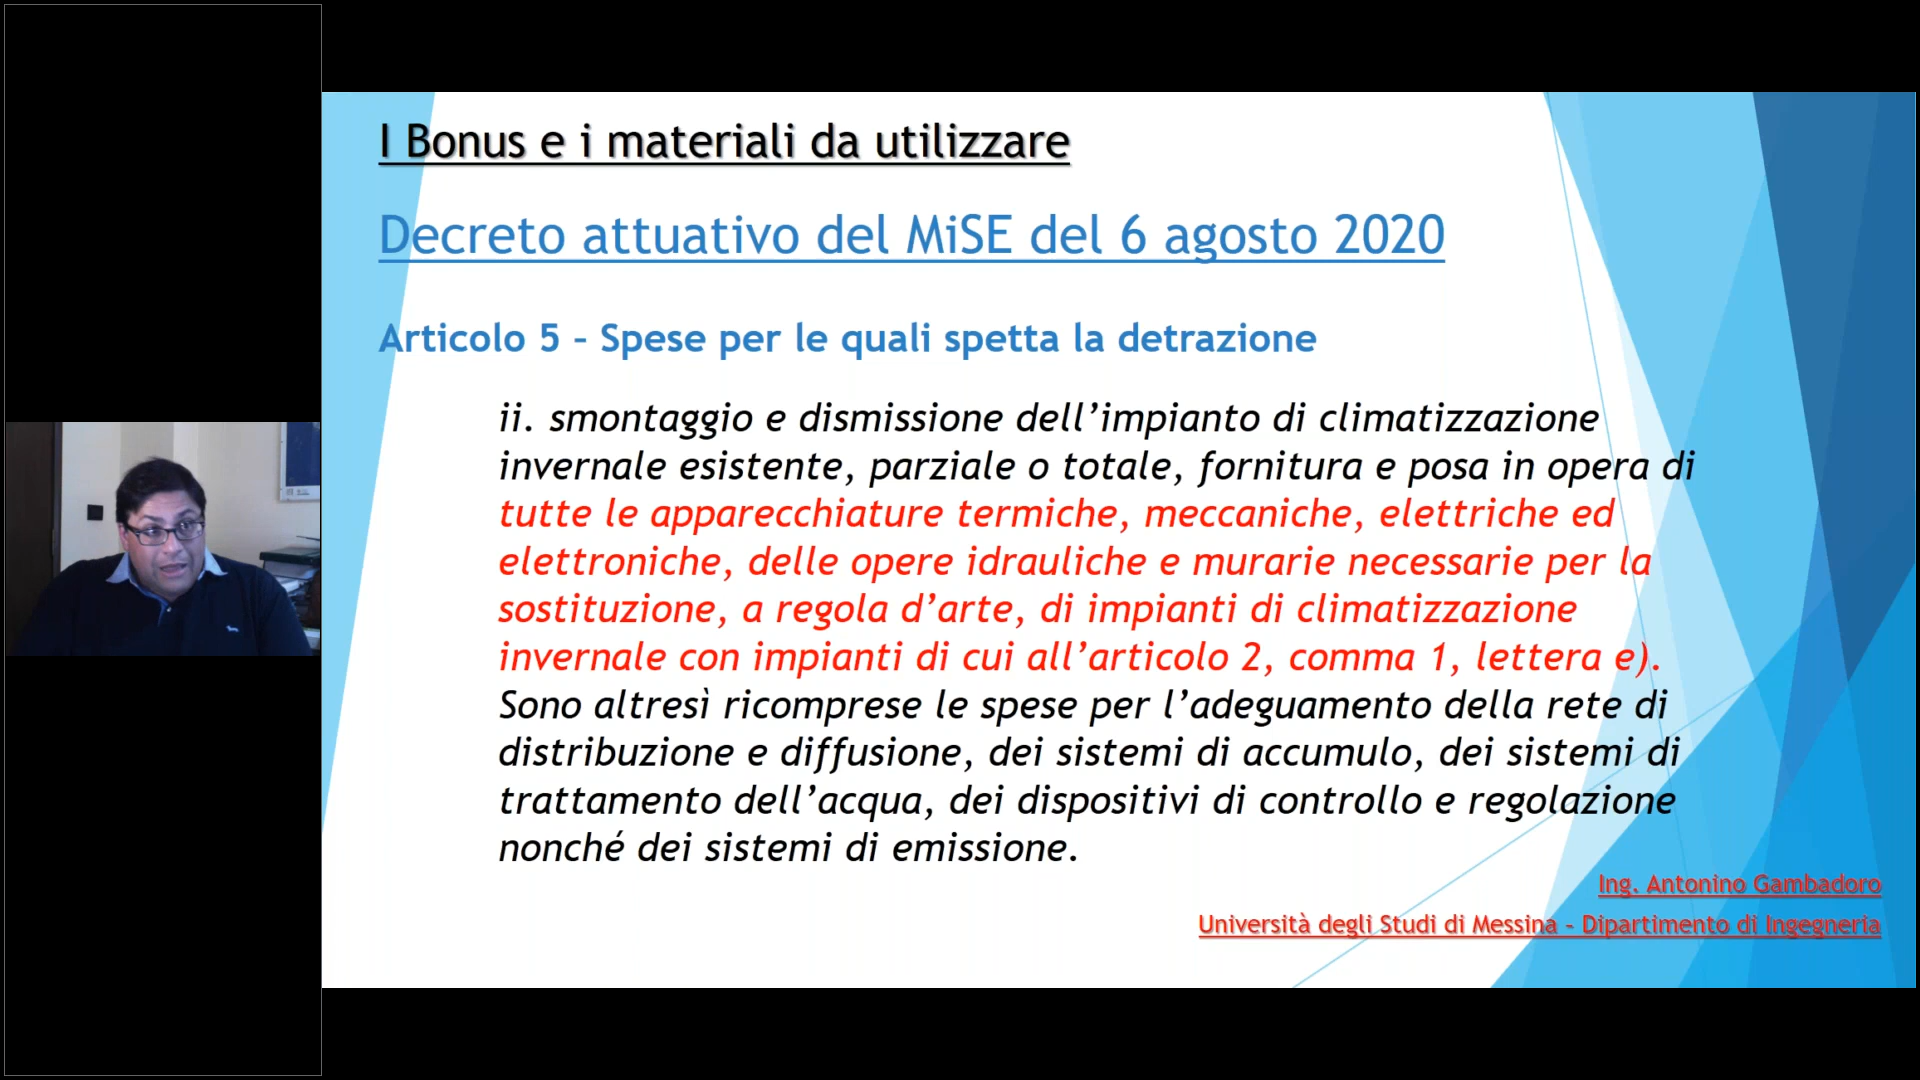 I Bonus e i materiali da utilizzare
Decreto attuativo del MiSE del 6 agosto 2020
Articolo 5 – Spese per le quali spetta la detrazione
ii. smontaggio e dismissione dell’impianto di climatizzazione
invernale esistente, parziale o totale, fornitura e posa in opera di
tutte le apparecchiature termiche, meccaniche, elettriche ed
elettroniche, delle opere idrauliche e murarie necessarie per la
sostituzione, a regola d’arte, di impianti di climatizzazione
invernale con impianti di cui all’articolo 2, comma 1, lettera e).
Sono altresì ricomprese le spese per l’adeguamento della rete di
distribuzione e diffusione, dei sistemi di accumulo, dei sistemi di
trattamento dell’acqua, dei dispositivi di controllo e regolazione
nonché dei sistemi di emissione.
Ing. Antonino Gambadoro
Università degli Studi di Messina – Dipartimento di Ingegneria